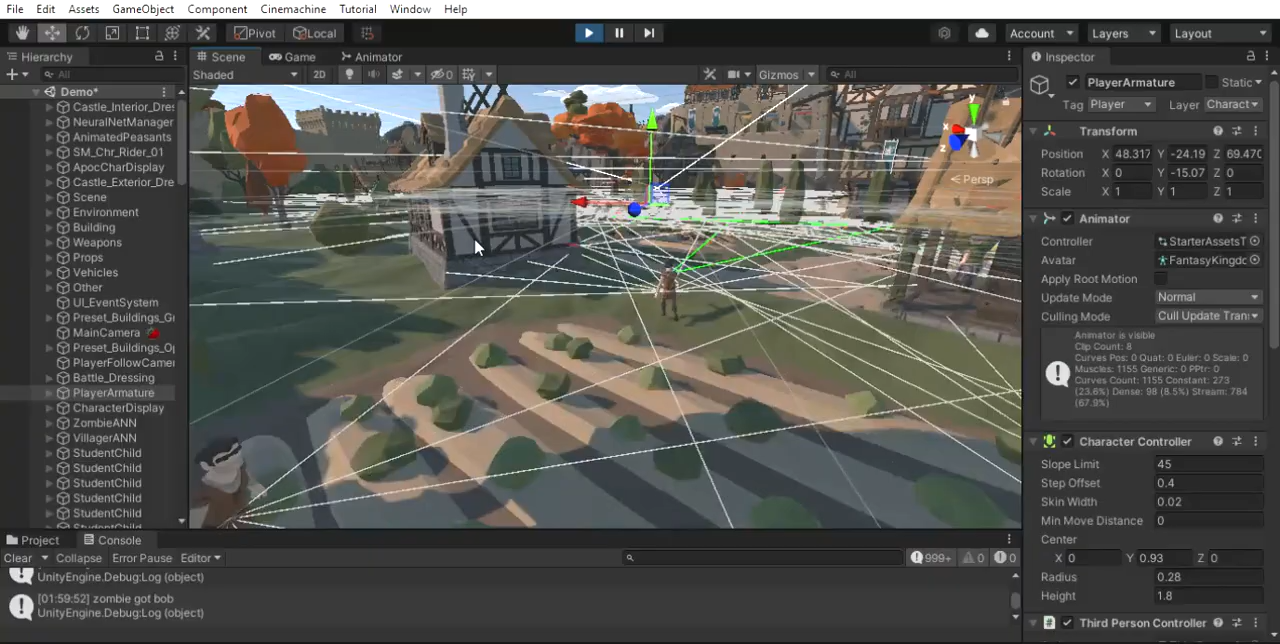 File Edit Assets GameObject Component Cinemachine Tutorial Window Help
Pivot Local Account Layers Layout
Hierarchy Scene Game Animator Inspector
All Shaded 2D 0 Gizmos All PlayerArmature Static
Demo* Tag Player Layer Charact
Castle_Interior_Dres
NeuralNetManager
AnimatedPeasants
SM_Chr_Rider_01
ApocCharDisplay
Castle_Exterior_Dre
Scene
Environment
Building
Weapons
Props
Vehicles
Other
UI_EventSystem
Preset_Buildings_G
MainCamera
Preset_Buildings_O
PlayerFollowCamer
Battle_Dressing
PlayerArmature
CharacterDisplay
ZombieANN
VillagerANN
StudentChild
StudentChild
StudentChild
StudentChild
StudentChild
StudentChild
y
x
z
Persp
Transform
Position X 48.317 Y -24.19 Z 69.470
Rotation X 0 Y -15.07 Z 0
Scale X 1 Y 1 Z 1
Animator
Controller StarterAssetsT
Avatar FantasyKingdc
Apply Root Motion
Update Mode Normal
Culling Mode Cull Update Tran
Animator is visible
Clip Count: 8
Curves Pos: 0 Quat: 0 Euler: 0 Scale: 0
Muscles: 1155 Generic: 0 PPtr: 0
Curves Count: 1155 Constant: 273
(23.6%) Dense: 98 (8.5%) Stream: 784
(67.9%)
Character Controller
Slope Limit 45
Step Offset 0.4
Skin Width 0.02
Min Move Distance 0
Center
X 0 Y 0.93 Z 0
Radius 0.28
Height 1.8
Third Person Controller
Project Console
Clear Collapse Error Pause Editor 999+ 0 0
UnityEngine.Debug:Log (object)
[01:59:52] zombie got bob
UnityEngine.Debug:Log (object)